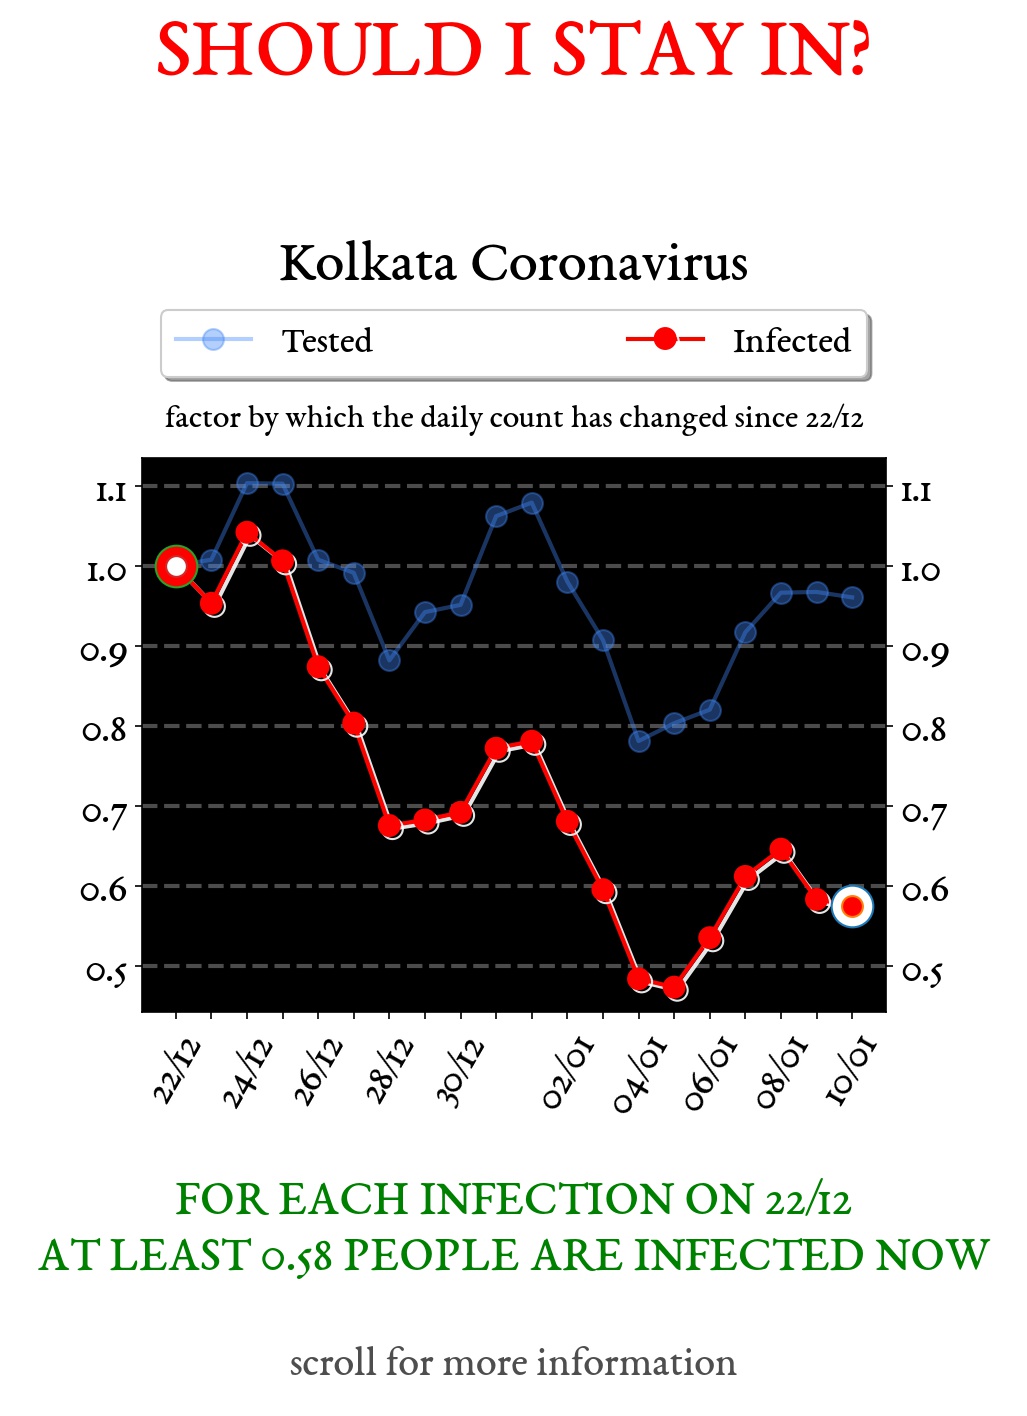 SHOULD I STAY IN?
Kolkata Coronavirus
Tested Infected
factor by which the daily count has changed since 22/12
1.1 1.1
1.0 1.0
0.9 0.9
0.8 0.8
0.7 0.7
0.6 0.6
0.5 0.5
22/12 24/12 26/12 28/12 30/12 02/01 04/01 06/01 08/01 10/01
FOR EACH INFECTION ON 22/12
AT LEAST 0.58 PEOPLE ARE INFECTED NOW
scroll for more information